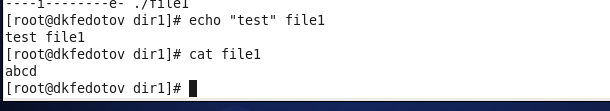 ----i--------e- ./file1
[root@dkfedotov dir1]# echo "test" file1
test file1
[root@dkfedotov dir1]# cat file1
abcd
[root@dkfedotov dir1]#